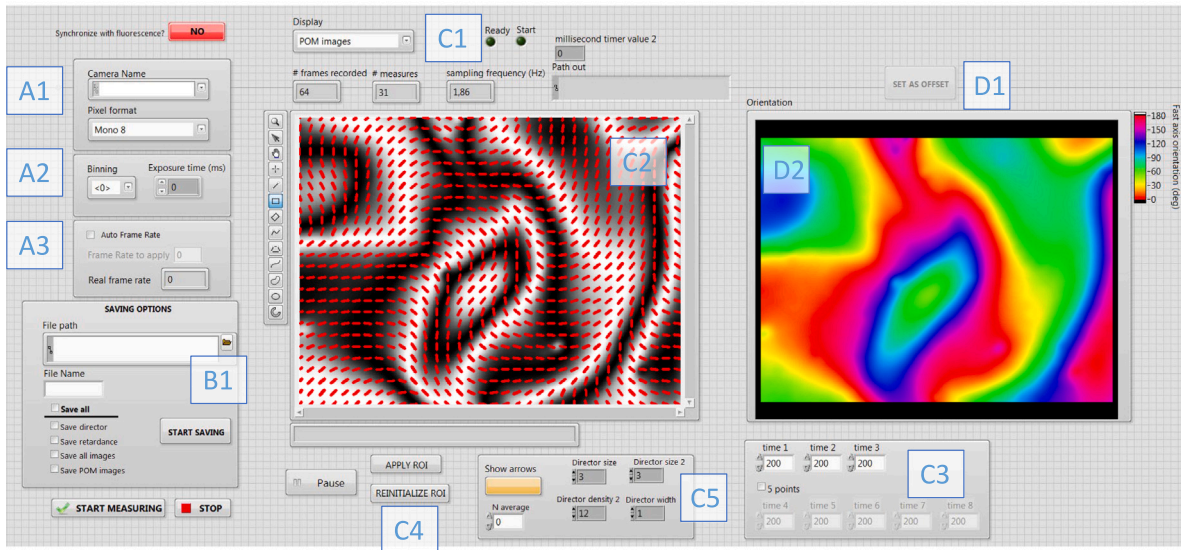 Synchronize with fluorescence?
NO
Display
POM images
C1
Ready
Start
millisecond timer value 2
0
# frames recorded
64
# measures
31
sampling frequency (Hz)
1,86
Path out
A1
Camera Name
Pixel format
Mono 8
A2
Binning
<0>
Exposure time (ms)
0
A3
Auto Frame Rate
Frame Rate to apply
0
Real frame rate
0
SAVING OPTIONS
File path
B1
File Name
Save all
Save director
Save retardance
Save all images
Save POM images
START SAVING
START MEASURING
STOP
C2
Pause
APPLY ROI
REINITIALIZE ROI
C4
Show arrows
N average
0
Director size
3
Director size 2
3
Director density 2
12
Director width
1
C5
SET AS OFFSET
D1
Orientation
D2
180
150
120
90
60
30
0
Fast axis orientation (deg)
time 1
200
time 2
200
time 3
200
C3
5 points
time 4
200
time 5
200
time 6
200
time 7
200
time 8
200